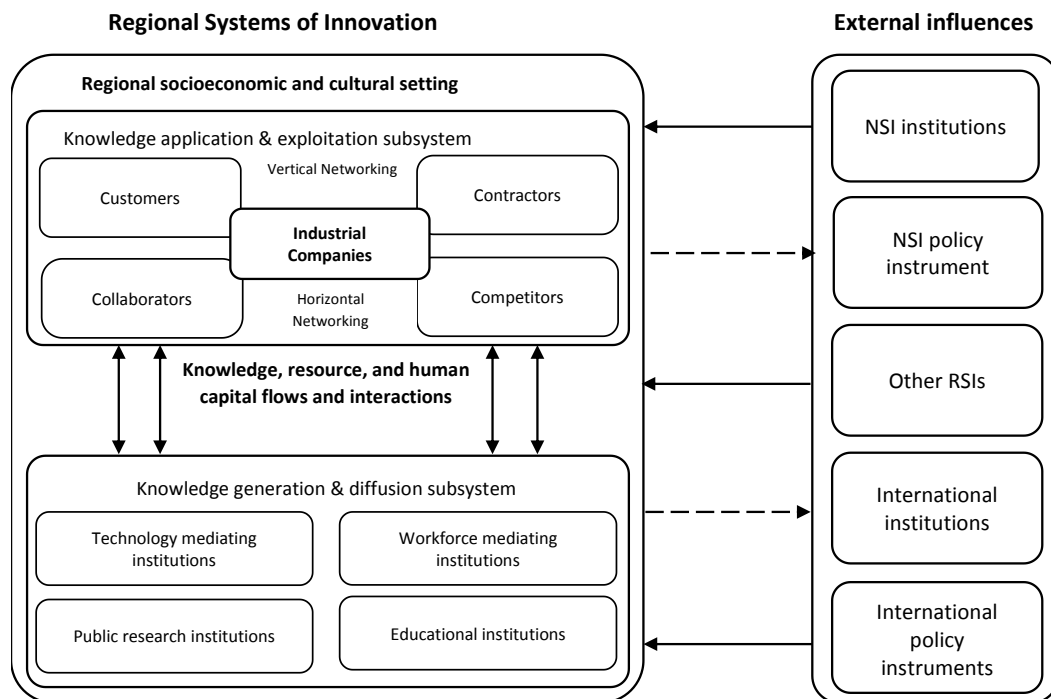 Regional Systems of Innovation
External influences
Regional socioeconomic and cultural setting
Knowledge application & exploitation subsystem
Vertical Networking
Customers
Contractors
Industrial
Companies
Collaborators
Horizontal
Networking
Competitors
Knowledge, resource, and human
capital flows and interactions
Knowledge generation & diffusion subsystem
Technology mediating
institutions
Workforce mediating
institutions
Public research institutions
Educational institutions
NSI institutions
NSI policy
instrument
Other RSIs
International
institutions
International
policy
instruments